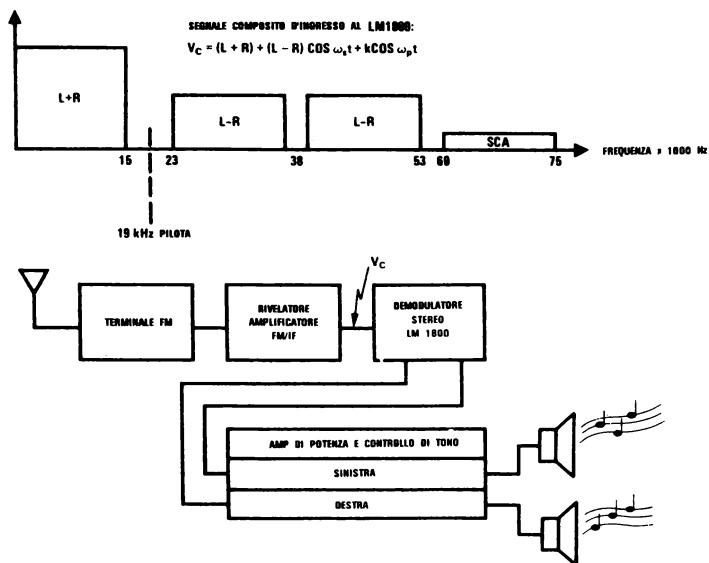 SEGNALE COMPOSITO D'INGRESSO AL LM1800:
V_C = (L + R) + (L – R) COS ω_s t + kCOS ω_p t
L+R
L–R
L–R
SCA
15
23
38
53
60
75
FREQUENZA x 1000 Hz
19 kHz PILOTA
V_C
TERMINALE FM
RIVELATORE
AMPLIFICATORE
FM/IF
DEMODULATORE
STEREO
LM 1800
AMP DI POTENZA E CONTROLLO DI TONO
SINISTRA
DESTRA